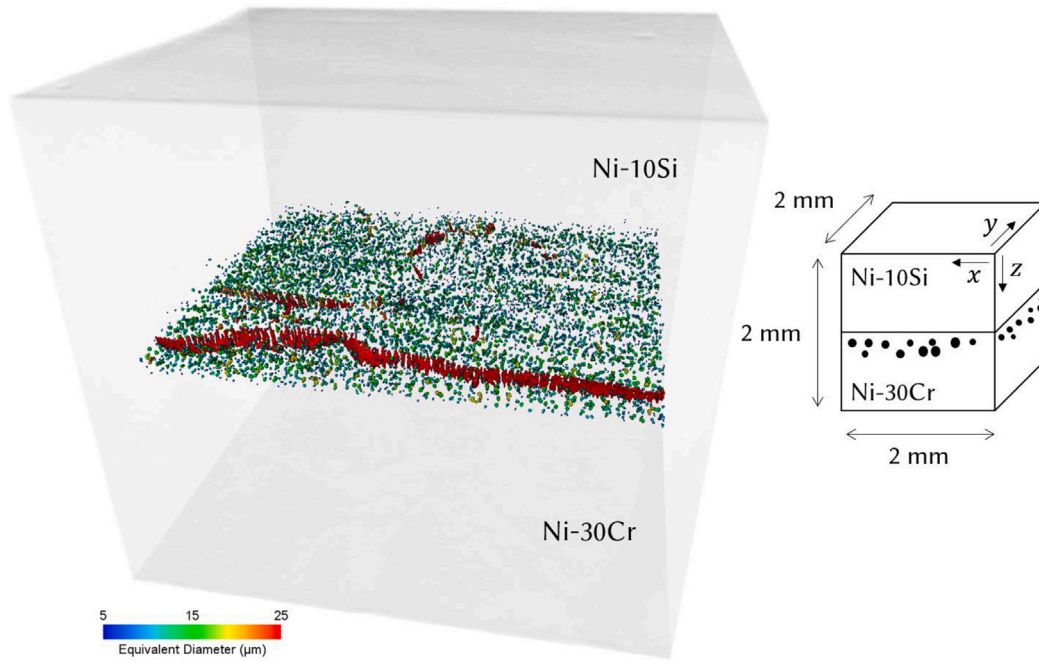 Ni-10Si
Ni-30Cr
5 15 25
Equivalent Diameter (µm)
2 mm
y
x z
Ni-10Si
2 mm
Ni-30Cr
2 mm